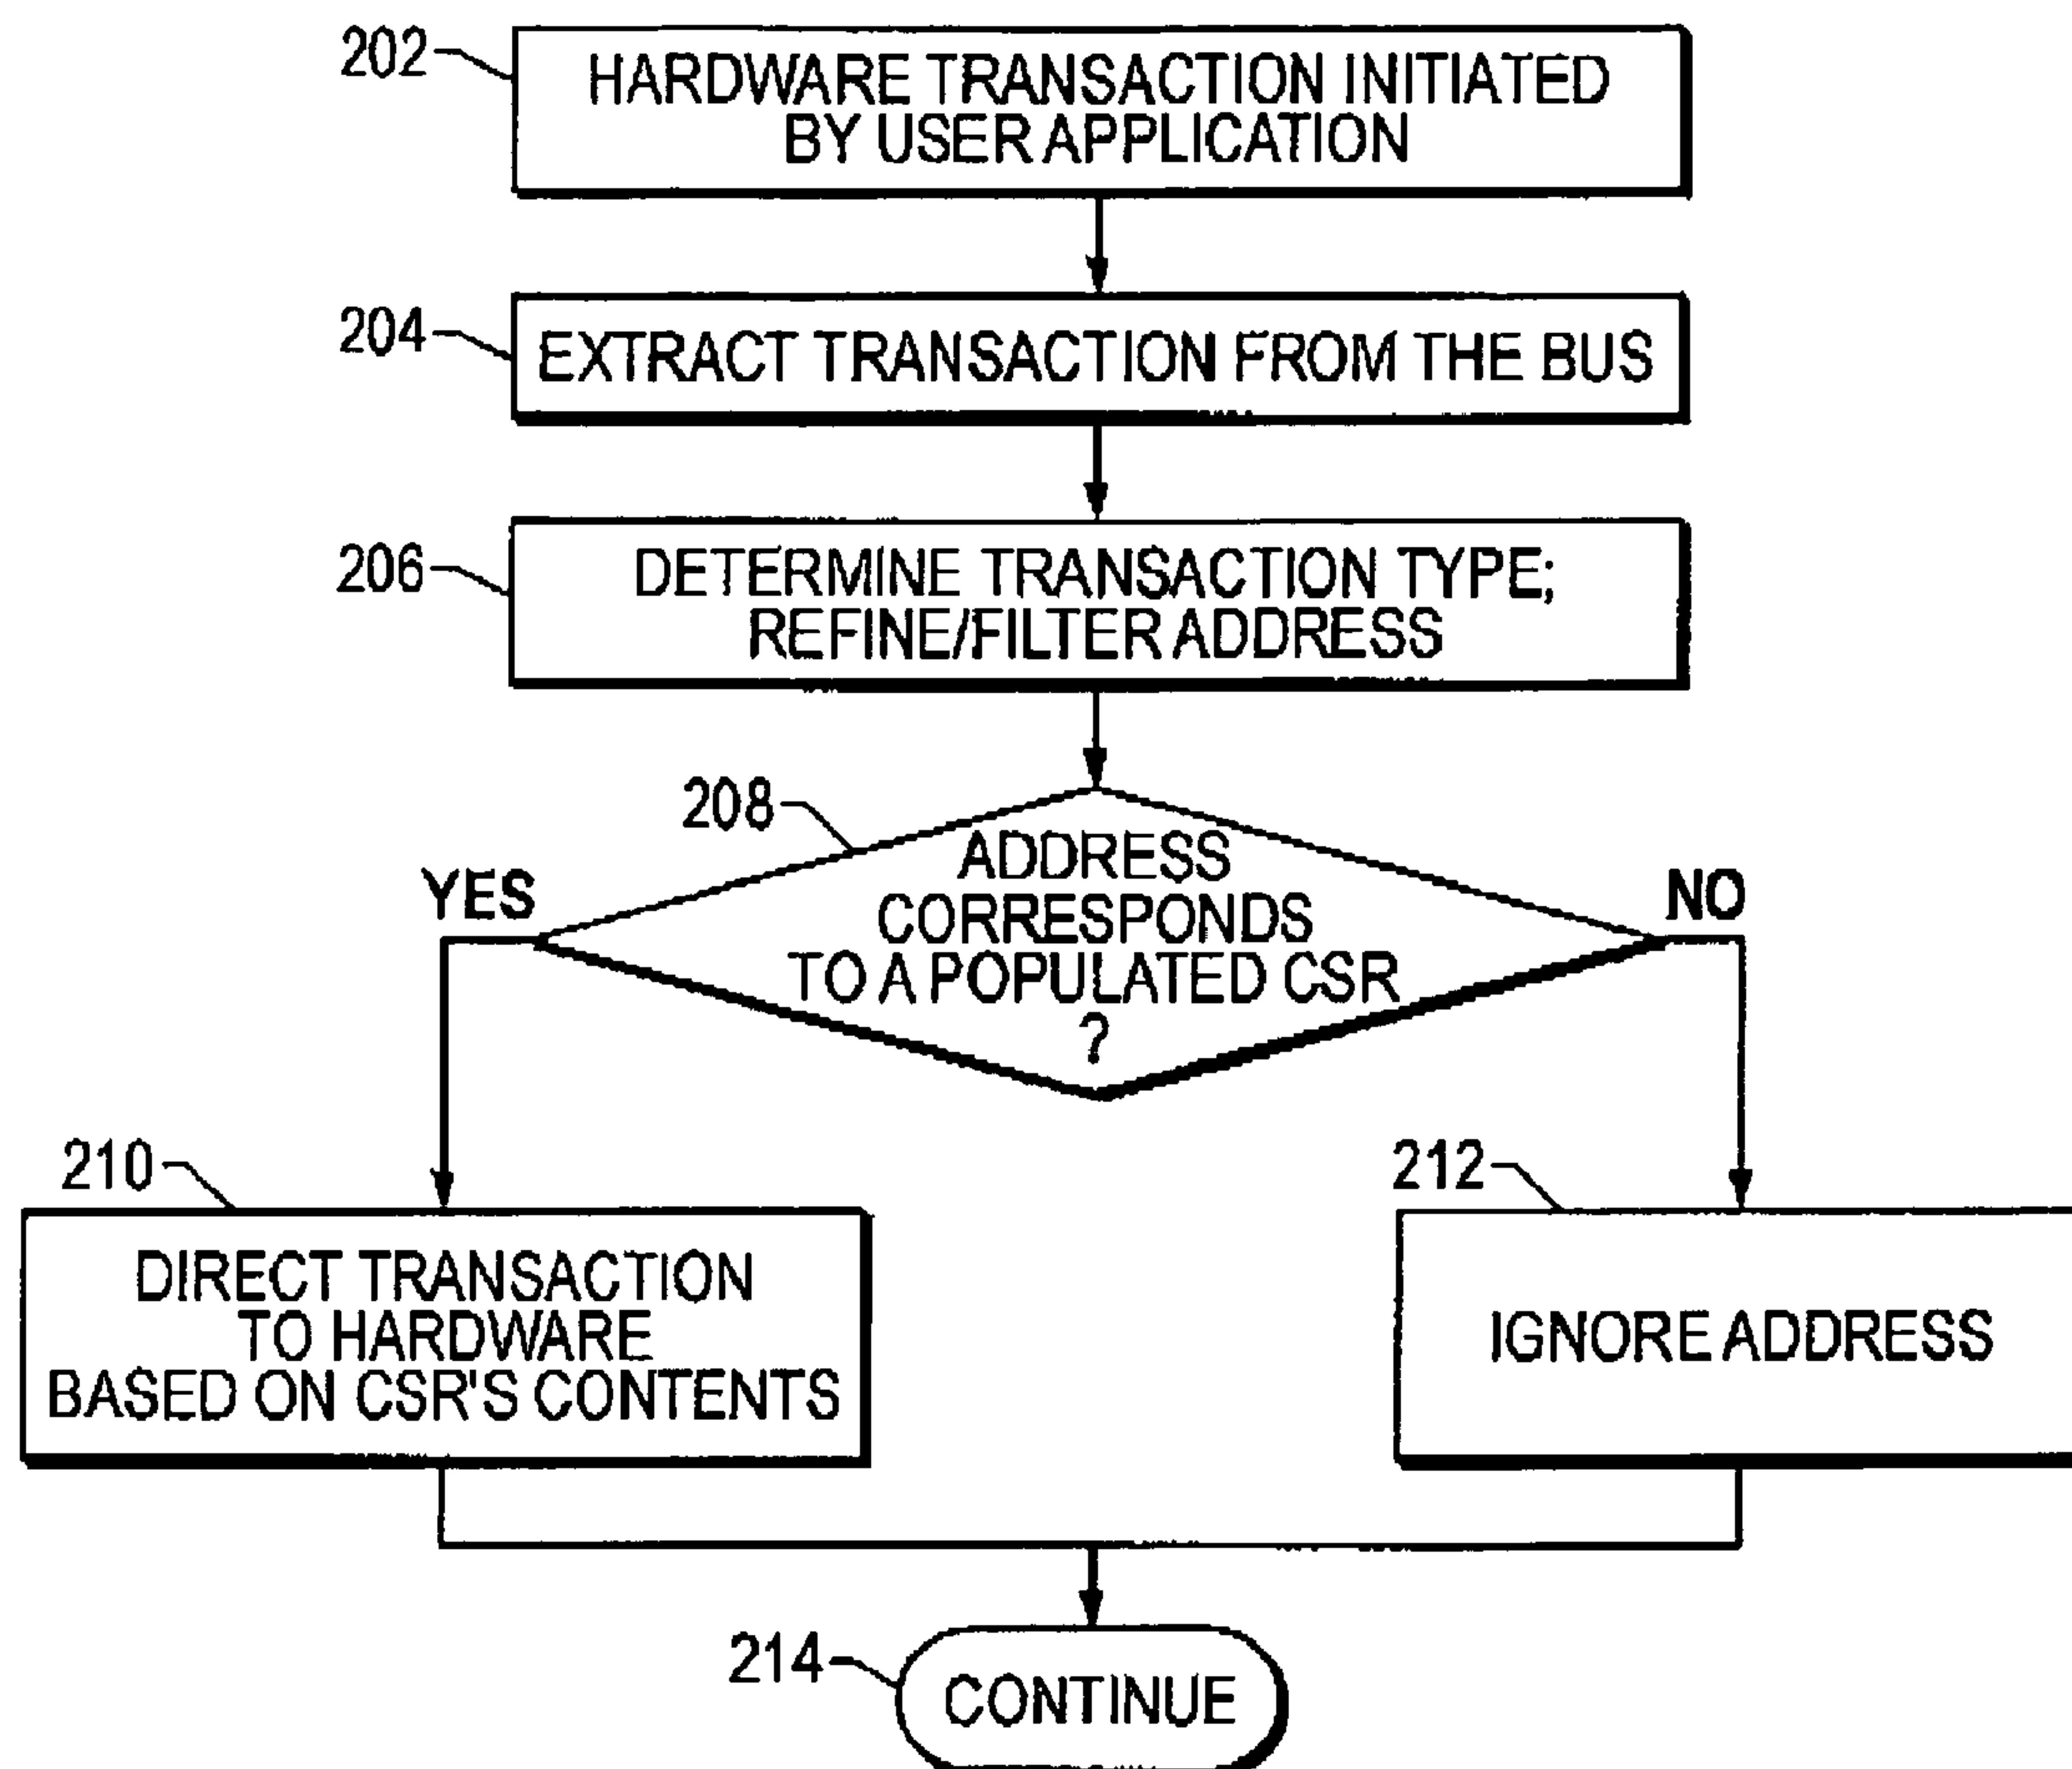 202
HARDWARE TRANSACTION INITIATED
BY USER APPLICATION
204
EXTRACT TRANSACTION FROM THE BUS
206
DETERMINE TRANSACTION TYPE;
REFINE/FILTER ADDRESS
208
ADDRESS
CORRESPONDS
TO A POPULATED CSR
?
YES
NO
210
DIRECT TRANSACTION
TO HARDWARE
BASED ON CSR'S CONTENTS
212
IGNORE ADDRESS
214
CONTINUE